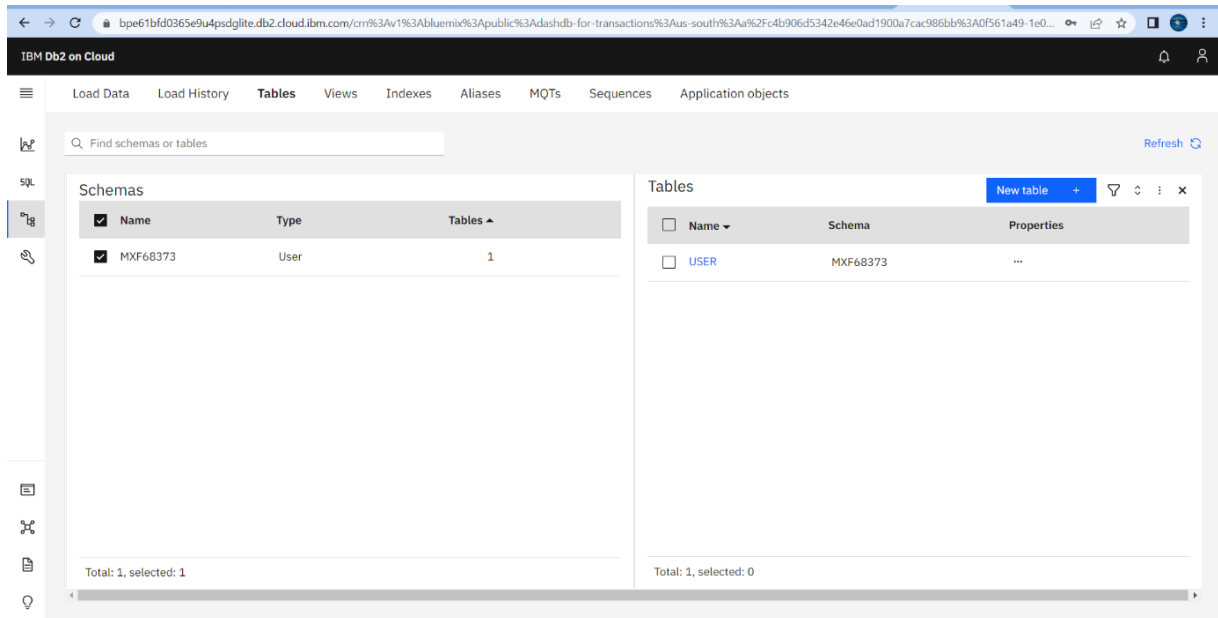 bpe61bfd0365e9u4psdglite.db2.cloud.ibm.com/crn%3Av1%3Abluemix%3Apublic%3Adashdb-for-transactions%3Aus-south%3Aa%2Fc4b906d5342e46e0ad1900a7cac986bb%3A0f561a49-1e0...
IBM Db2 on Cloud
Load Data Load History Tables Views Indexes Aliases MQTs Sequences Application objects
Find schemas or tables
Refresh
SQL
Schemas
Name Type Tables
MXF68373 User 1
Total: 1, selected: 1
Tables
New table +
Name Schema Properties
USER MXF68373 ...
Total: 1, selected: 0